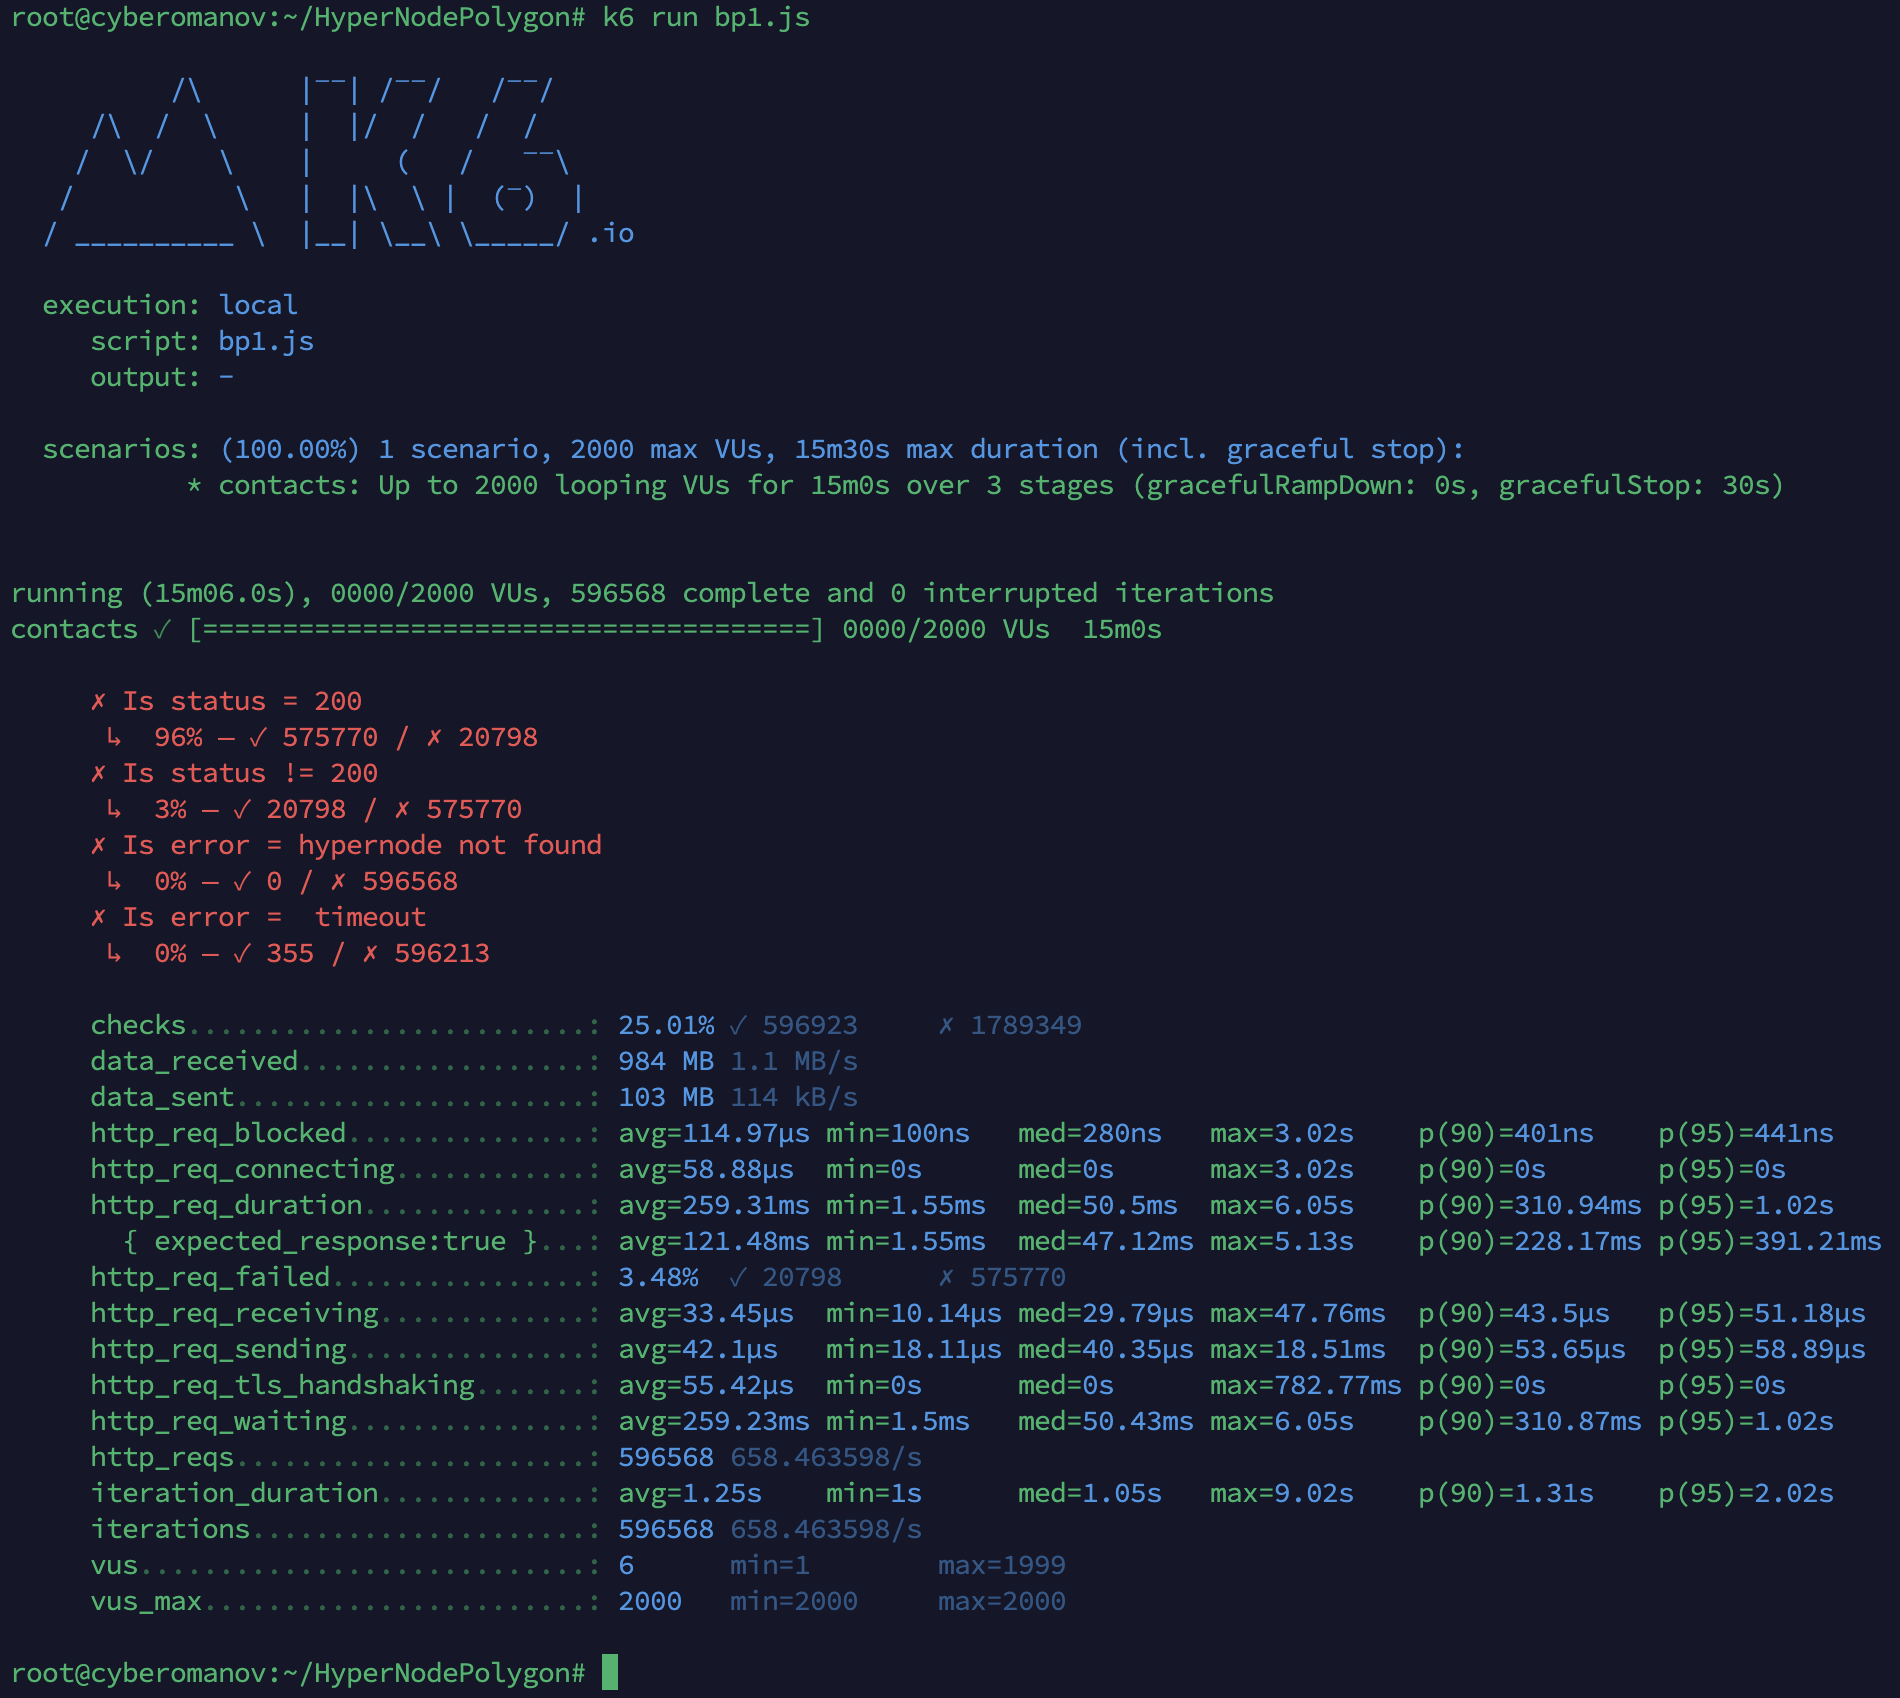 root@cyberomanov:~/HyperNodePolygon# k6 run bp1.js
          /\      |‾‾| /‾‾/   /‾‾/
     /\  /  \     |  |/  /   /  /
    /  \/    \    |     (   /   ‾‾\
   /          \   |  |\  \ |  (‾)  |
  / __________ \  |__| \__\ \_____/ .io
  execution: local
     script: bp1.js
     output: -
  scenarios: (100.00%) 1 scenario, 2000 max VUs, 15m30s max duration (incl. graceful stop):
           * contacts: Up to 2000 looping VUs for 15m0s over 3 stages (gracefulRampDown: 0s, gracefulStop: 30s)
running (15m06.0s), 0000/2000 VUs, 596568 complete and 0 interrupted iterations
contacts ✓ [======================================] 0000/2000 VUs  15m0s
     ✗ Is status = 200
      ↳  96% — ✓ 575770 / ✗ 20798
     ✗ Is status != 200
      ↳  3% — ✓ 20798 / ✗ 575770
     ✗ Is error = hypernode not found
      ↳  0% — ✓ 0 / ✗ 596568
     ✗ Is error =  timeout
      ↳  0% — ✓ 355 / ✗ 596213
     checks.........................: 25.01% ✓ 596923     ✗ 1789349
     data_received..................: 984 MB 1.1 MB/s
     data_sent......................: 103 MB 114 kB/s
     http_req_blocked...............: avg=114.97µs min=100ns   med=280ns   max=3.02s    p(90)=401ns    p(95)=441ns
     http_req_connecting............: avg=58.88µs  min=0s      med=0s      max=3.02s    p(90)=0s       p(95)=0s
     http_req_duration..............: avg=259.31ms min=1.55ms  med=50.5ms  max=6.05s    p(90)=310.94ms p(95)=1.02s
       { expected_response:true }...: avg=121.48ms min=1.55ms  med=47.12ms max=5.13s    p(90)=228.17ms p(95)=391.21ms
     http_req_failed................: 3.48%  ✓ 20798      ✗ 575770
     http_req_receiving.............: avg=33.45µs  min=10.14µs med=29.79µs max=47.76ms  p(90)=43.5µs   p(95)=51.18µs
     http_req_sending...............: avg=42.1µs   min=18.11µs med=40.35µs max=18.51ms  p(90)=53.65µs  p(95)=58.89µs
     http_req_tls_handshaking.......: avg=55.42µs  min=0s      med=0s      max=782.77ms p(90)=0s       p(95)=0s
     http_req_waiting...............: avg=259.23ms min=1.5ms   med=50.43ms max=6.05s    p(90)=310.87ms p(95)=1.02s
     http_reqs......................: 596568 658.463598/s
     iteration_duration.............: avg=1.25s    min=1s      med=1.05s   max=9.02s    p(90)=1.31s    p(95)=2.02s
     iterations.....................: 596568 658.463598/s
     vus............................: 6      min=1        max=1999
     vus_max........................: 2000   min=2000     max=2000
root@cyberomanov:~/HyperNodePolygon#